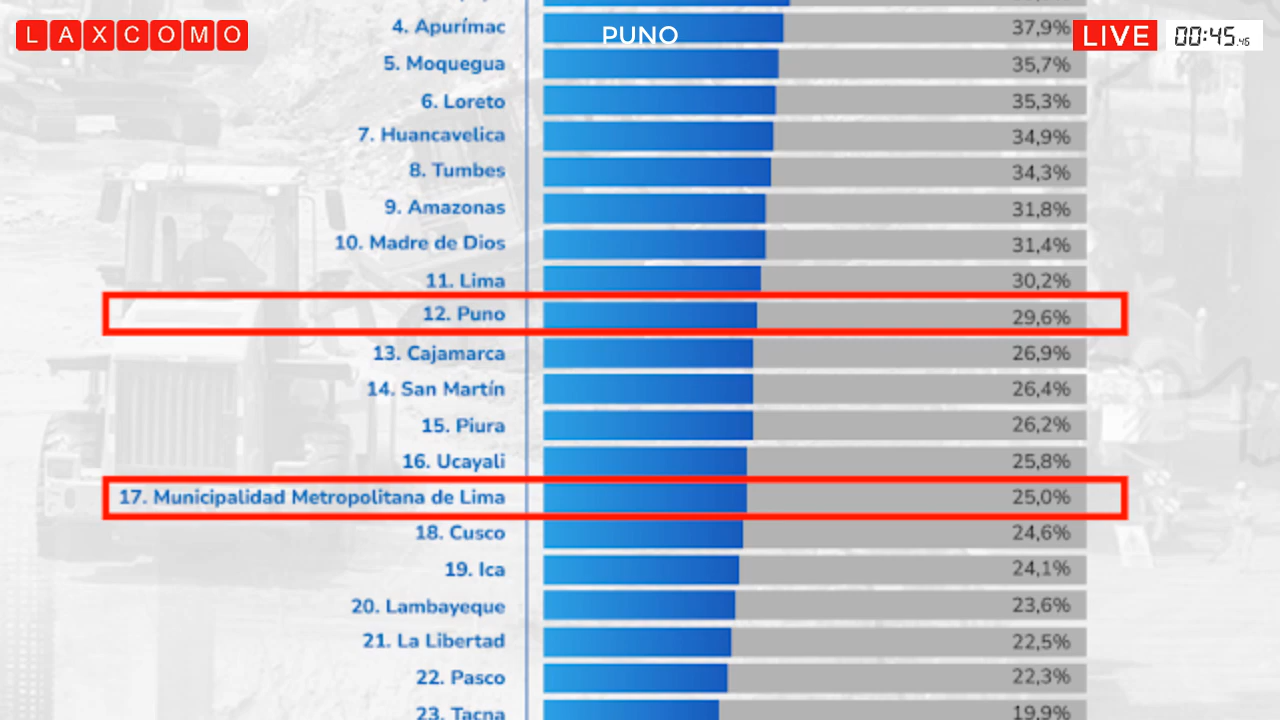 LAXCOMO
PUNO
LIVE
00:45.46
4. Apurímac 37,9%
5. Moquegua 35,7%
6. Loreto 35,3%
7. Huancavelica 34,9%
8. Tumbes 34,3%
9. Amazonas 31,8%
10. Madre de Dios 31,4%
11. Lima 30,2%
12. Puno 29,6%
13. Cajamarca 26,9%
14. San Martín 26,4%
15. Piura 26,2%
16. Ucayali 25,8%
17. Municipalidad Metropolitana de Lima 25,0%
18. Cusco 24,6%
19. Ica 24,1%
20. Lambayeque 23,6%
21. La Libertad 22,5%
22. Pasco 22,3%
23. Tacna 19,9%